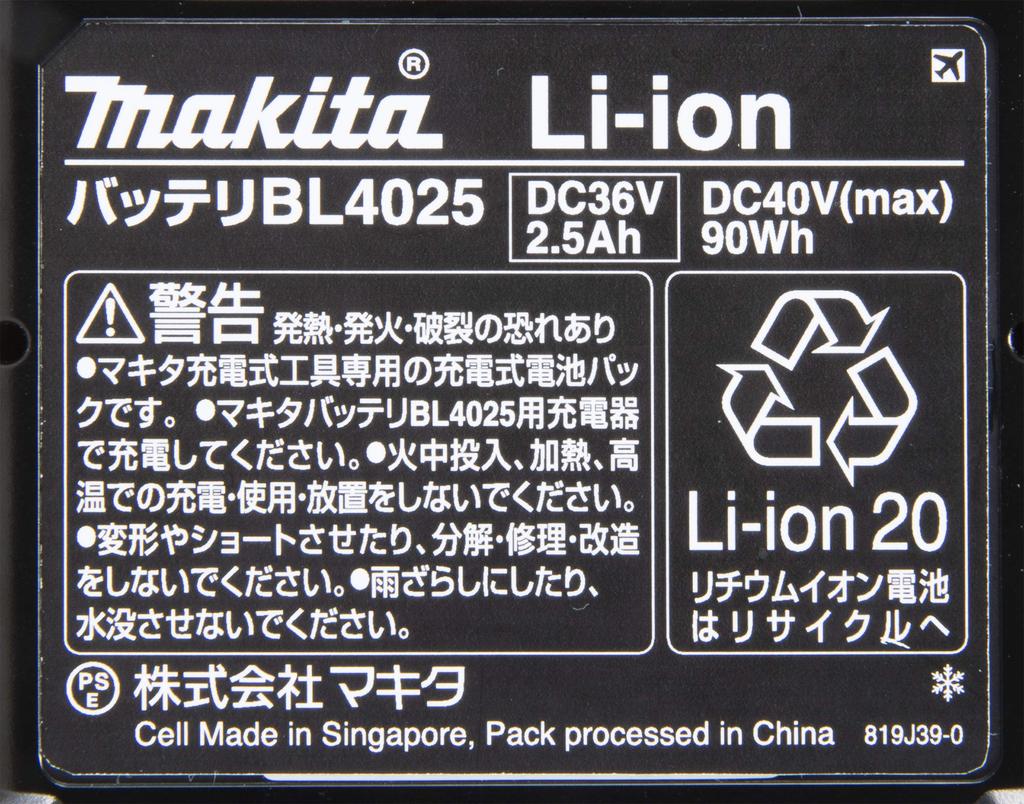 makita® Li-ion
バッテリBL4025 DC36V 2.5Ah DC40V(max) 90Wh
警告 発熱・発火・破裂の恐れあり
●マキタ充電式工具専用の充電式電池パッ
クです。●マキタバッテリBL4025用充電器
で充電してください。●火中投入、加熱、高
温での充電・使用・放置をしないでください。
●変形やショートさせたり、分解・修理・改造
をしないでください。●雨ざらしにしたり、
水没させないでください。
Li-ion 20
リチウムイオン電池
はリサイクルへ
PSE 株式会社マキタ
Cell Made in Singapore, Pack processed in China 819J39-0